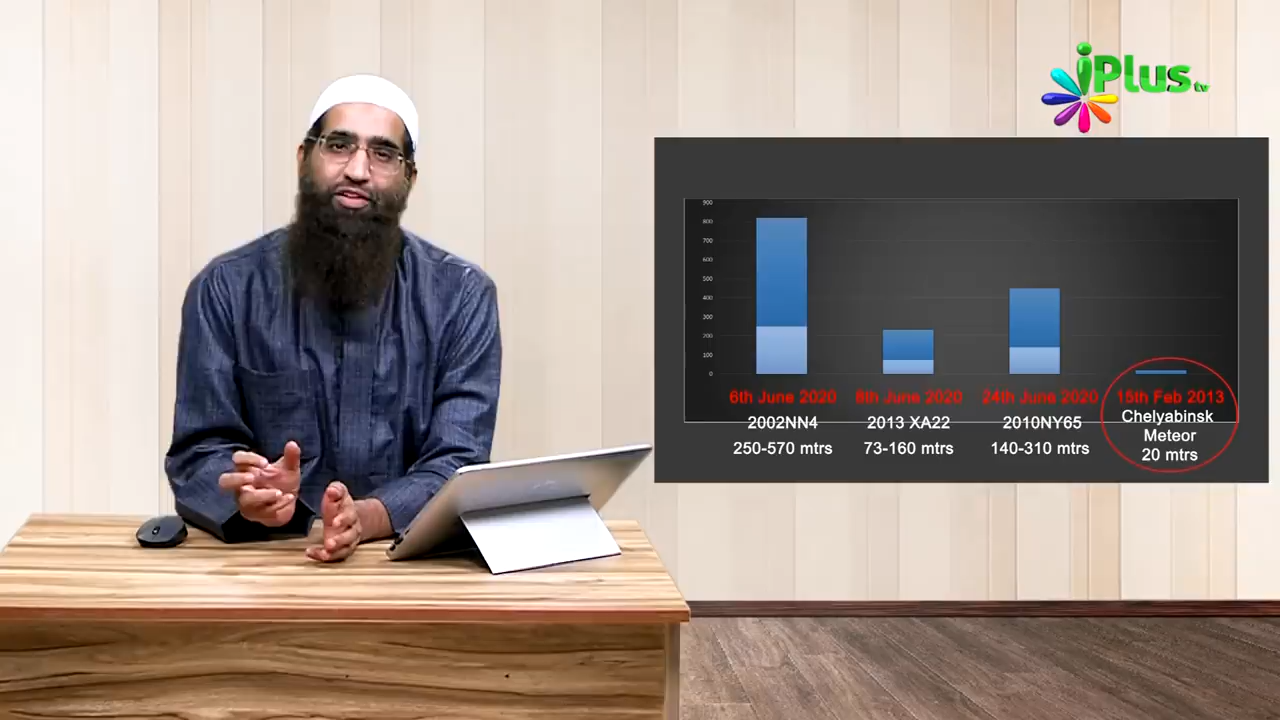 iPlus tv
900
800
700
600
500
400
300
200
100
0
6th June 2020 8th June 2020 24th June 2020 15th Feb 2013
2002NN4 2013 XA22 2010NY65 Chelyabinsk
Meteor
250-570 mtrs 73-160 mtrs 140-310 mtrs 20 mtrs